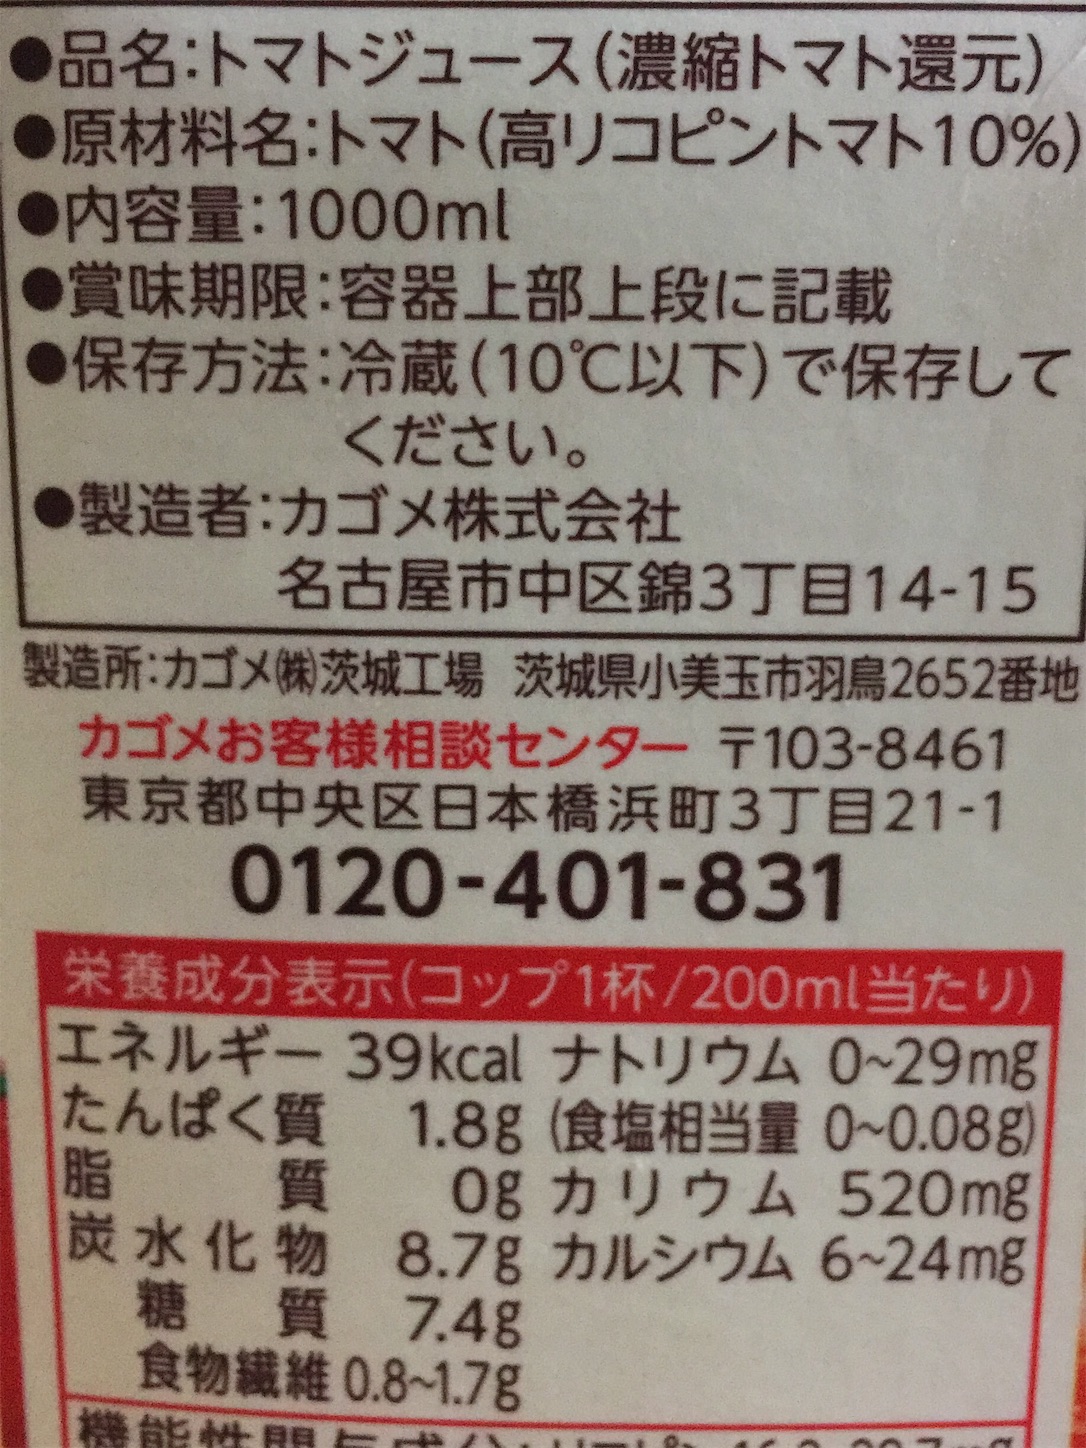 ●品名:トマトジュース(濃縮トマト還元)
●原材料名:トマト(高リコピントマト10%)
●内容量:1000ml
●賞味期限:容器上部上段に記載
●保存方法:冷蔵(10℃以下)で保存して
ください。
●製造者:カゴメ株式会社
名古屋市中区錦3丁目14-15
製造所:カゴメ㈱茨城工場 茨城県小美玉市羽鳥2652番地
カゴメお客様相談センター 〒103-8461
東京都中央区日本橋浜町3丁目21-1
0120-401-831
栄養成分表示(コップ1杯/200ml当たり)
エネルギー 39kcal ナトリウム 0~29mg
たんぱく質 1.8g (食塩相当量 0~0.08g)
脂質 0g カリウム 520mg
炭水化物 8.7g カルシウム 6~24mg
糖質 7.4g
食物繊維 0.8~1.7g
機能性関与成分: